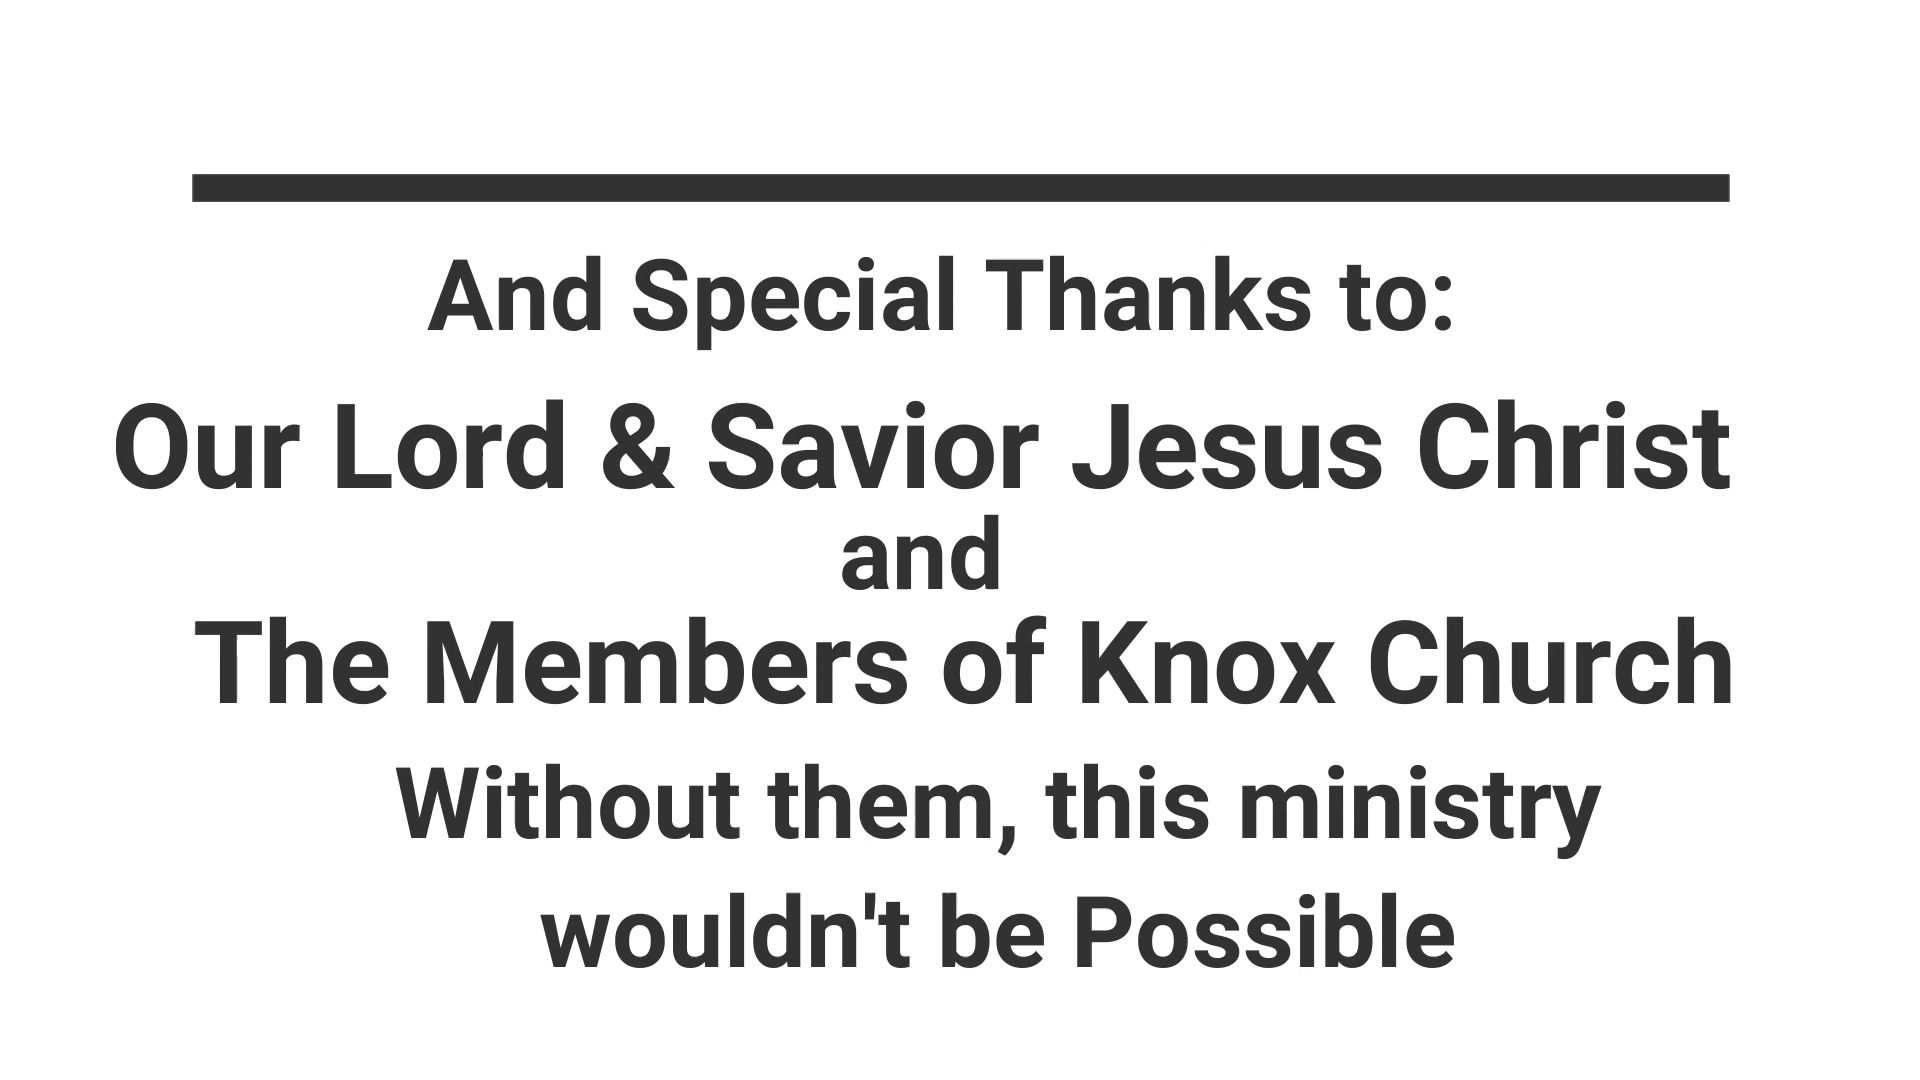 And Special Thanks to:
Our Lord & Savior Jesus Christ
and
The Members of Knox Church
Without them, this ministry
wouldn't be Possible